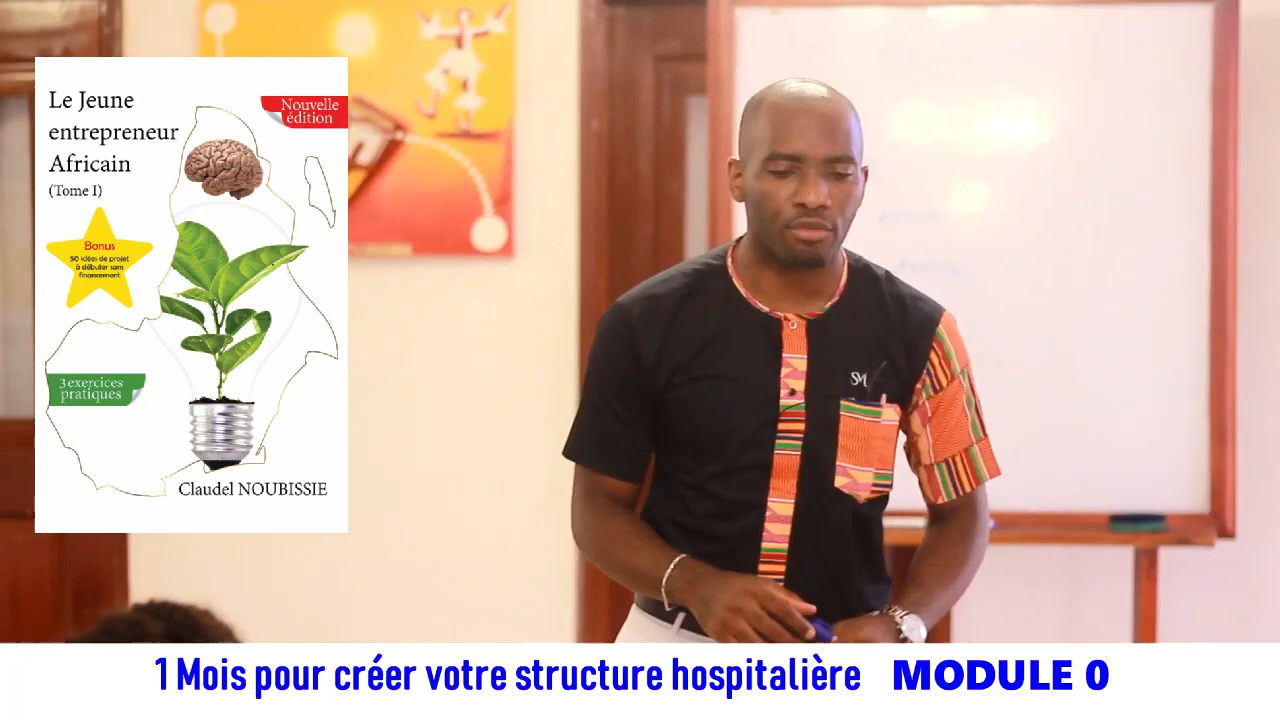 Le Jeune
entrepreneur
Africain
(Tome I)
Nouvelle
édition
Bonus
50 idées de projet
à débuter sans
financement
3 exercices
pratiques
Claudel NOUBISSIE
SM
1 Mois pour créer votre structure hospitalière MODULE 0